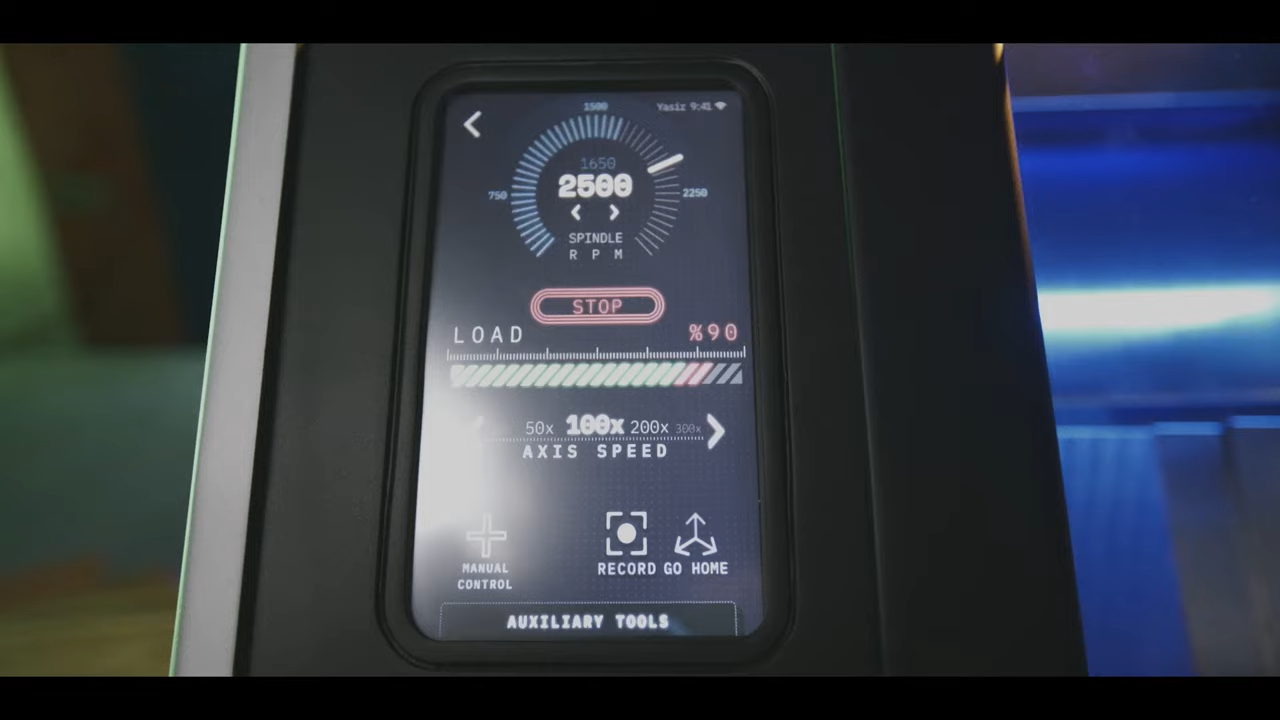 1500
Yasir 9:41
1650
2500
750
2250
SPINDLE
RPM
STOP
LOAD %90
50x 100x 200x 300x
AXIS SPEED
MANUAL
CONTROL
RECORD
GO HOME
AUXILIARY TOOLS